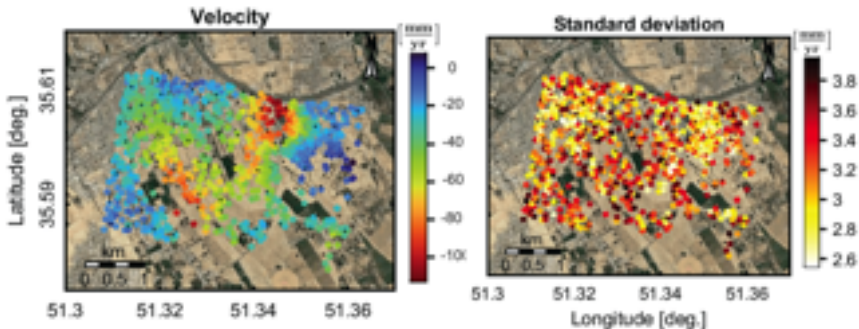 Velocity
mm
yr
0
-20
-40
-60
-80
-100
35.61
35.59
Latitude [deg.]
km
0 0.5 1
51.3 51.32 51.34 51.36
Standard deviation
mm
yr
3.8
3.6
3.4
3.2
3
2.8
2.6
km
0 0.5 1
51.3 51.32 51.34 51.36
Longitude [deg.]